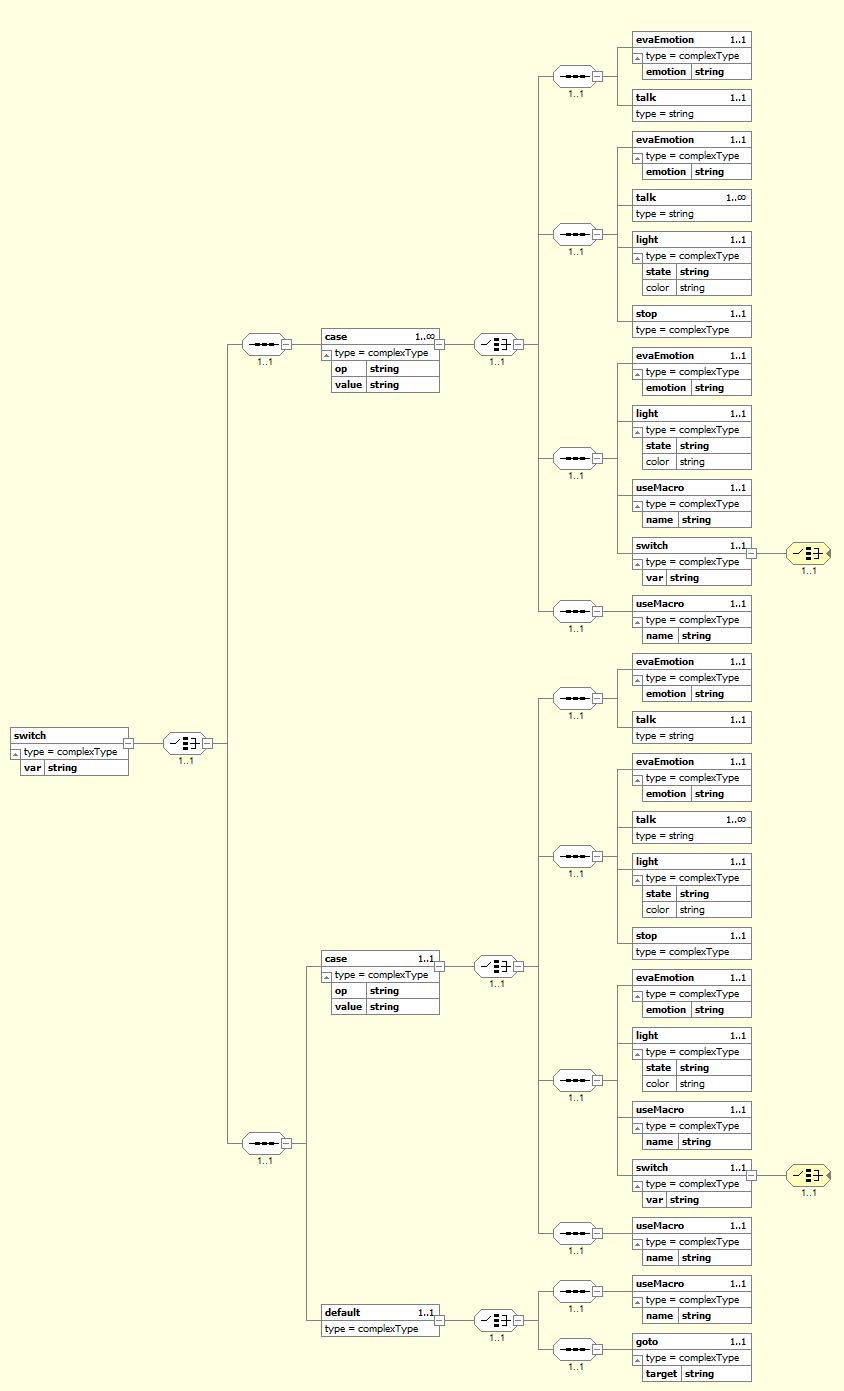 evaEmotion 1..1
type = complexType
emotion string
1..1
talk 1..1
type = string
evaEmotion 1..1
type = complexType
emotion string
talk 1..∞
type = string
light 1..1
type = complexType
state string
color string
1..1
stop 1..1
type = complexType
case 1..∞
type = complexType
op string
value string
1..1
1..1
evaEmotion 1..1
type = complexType
emotion string
light 1..1
type = complexType
state string
color string
1..1
useMacro 1..1
type = complexType
name string
switch 1..1
type = complexType
var string
1..1
useMacro 1..1
type = complexType
name string
1..1
switch
type = complexType
var string
1..1
evaEmotion 1..1
type = complexType
emotion string
1..1
talk 1..1
type = string
evaEmotion 1..1
type = complexType
emotion string
talk 1..∞
type = string
light 1..1
type = complexType
state string
color string
1..1
stop 1..1
type = complexType
1..1
case 1..1
type = complexType
op string
value string
1..1
evaEmotion 1..1
type = complexType
emotion string
light 1..1
type = complexType
state string
color string
1..1
useMacro 1..1
type = complexType
name string
switch 1..1
type = complexType
var string
1..1
useMacro 1..1
type = complexType
name string
1..1
default 1..1
type = complexType
1..1
useMacro 1..1
type = complexType
name string
1..1
goto 1..1
type = complexType
target string
1..1